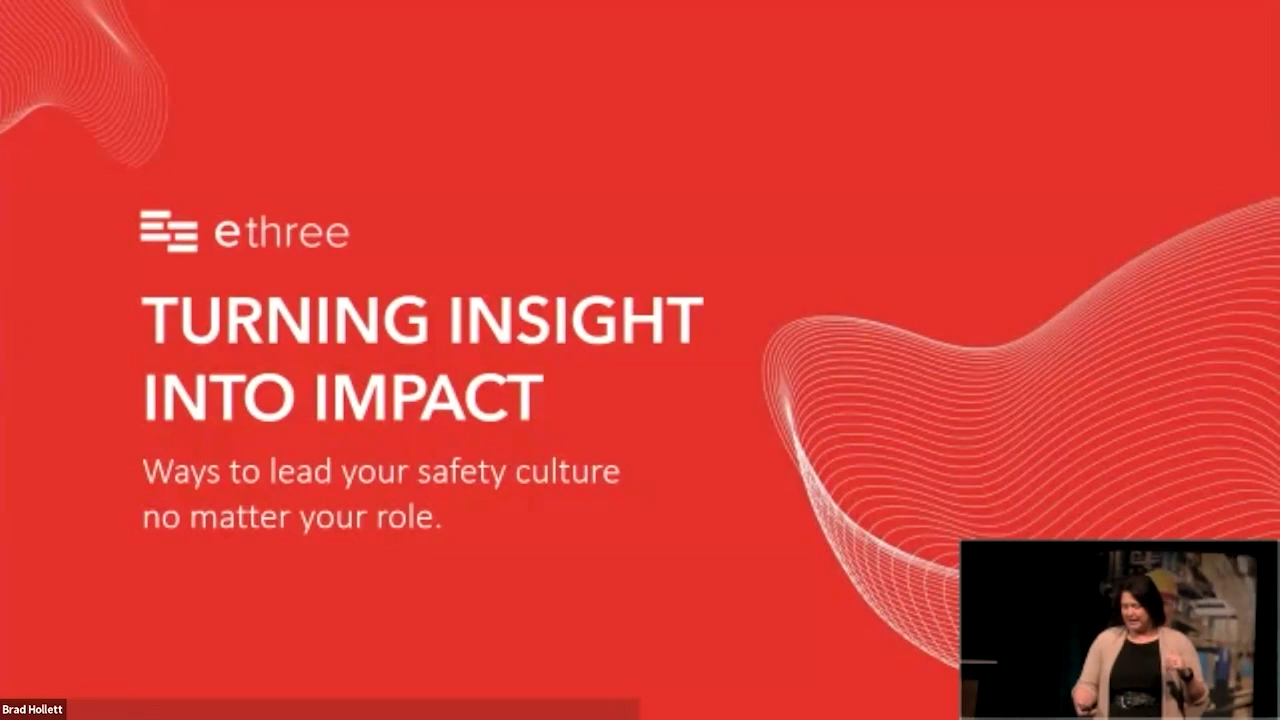 ethree
TURNING INSIGHT
INTO IMPACT
Ways to lead your safety culture
no matter your role.
Brad Hollett